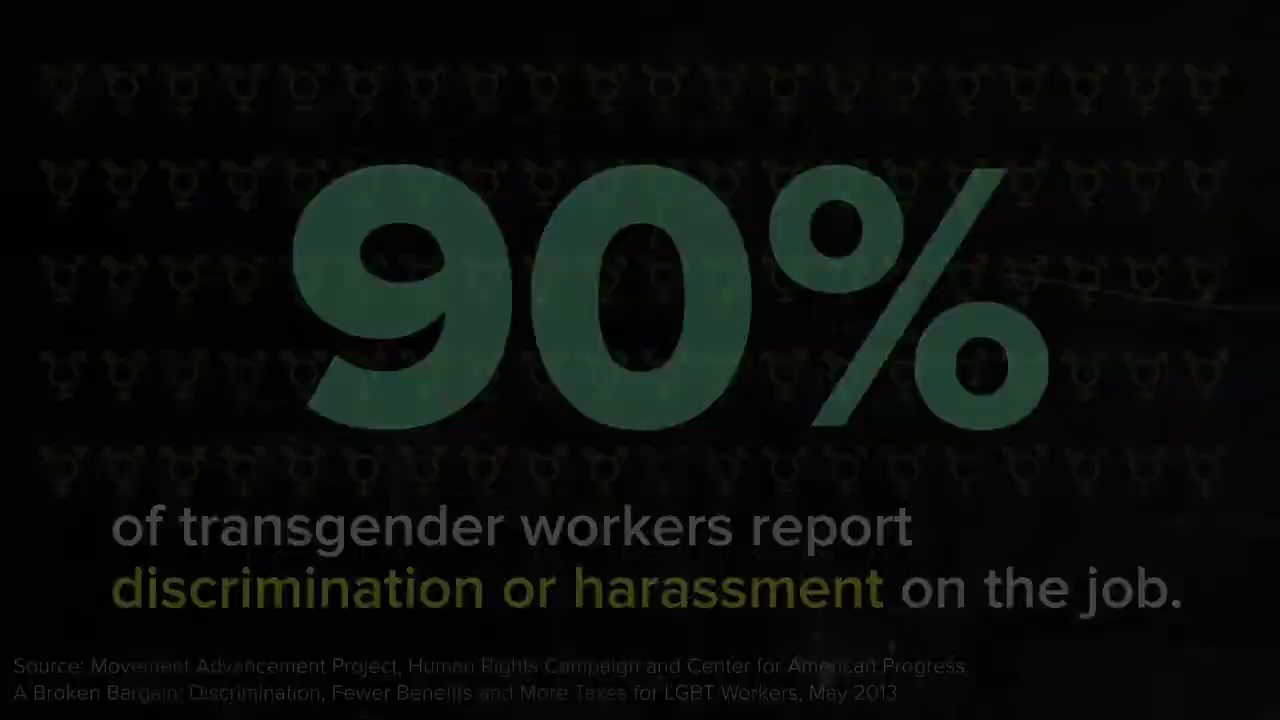 90%
of transgender workers report
discrimination or harassment on the job.
Source: Movement Advancement Project, Human Rights Campaign and Center for American Progress,
A Broken Bargain: Discrimination, Fewer Benefits and More Taxes for LGBT Workers, May 2013